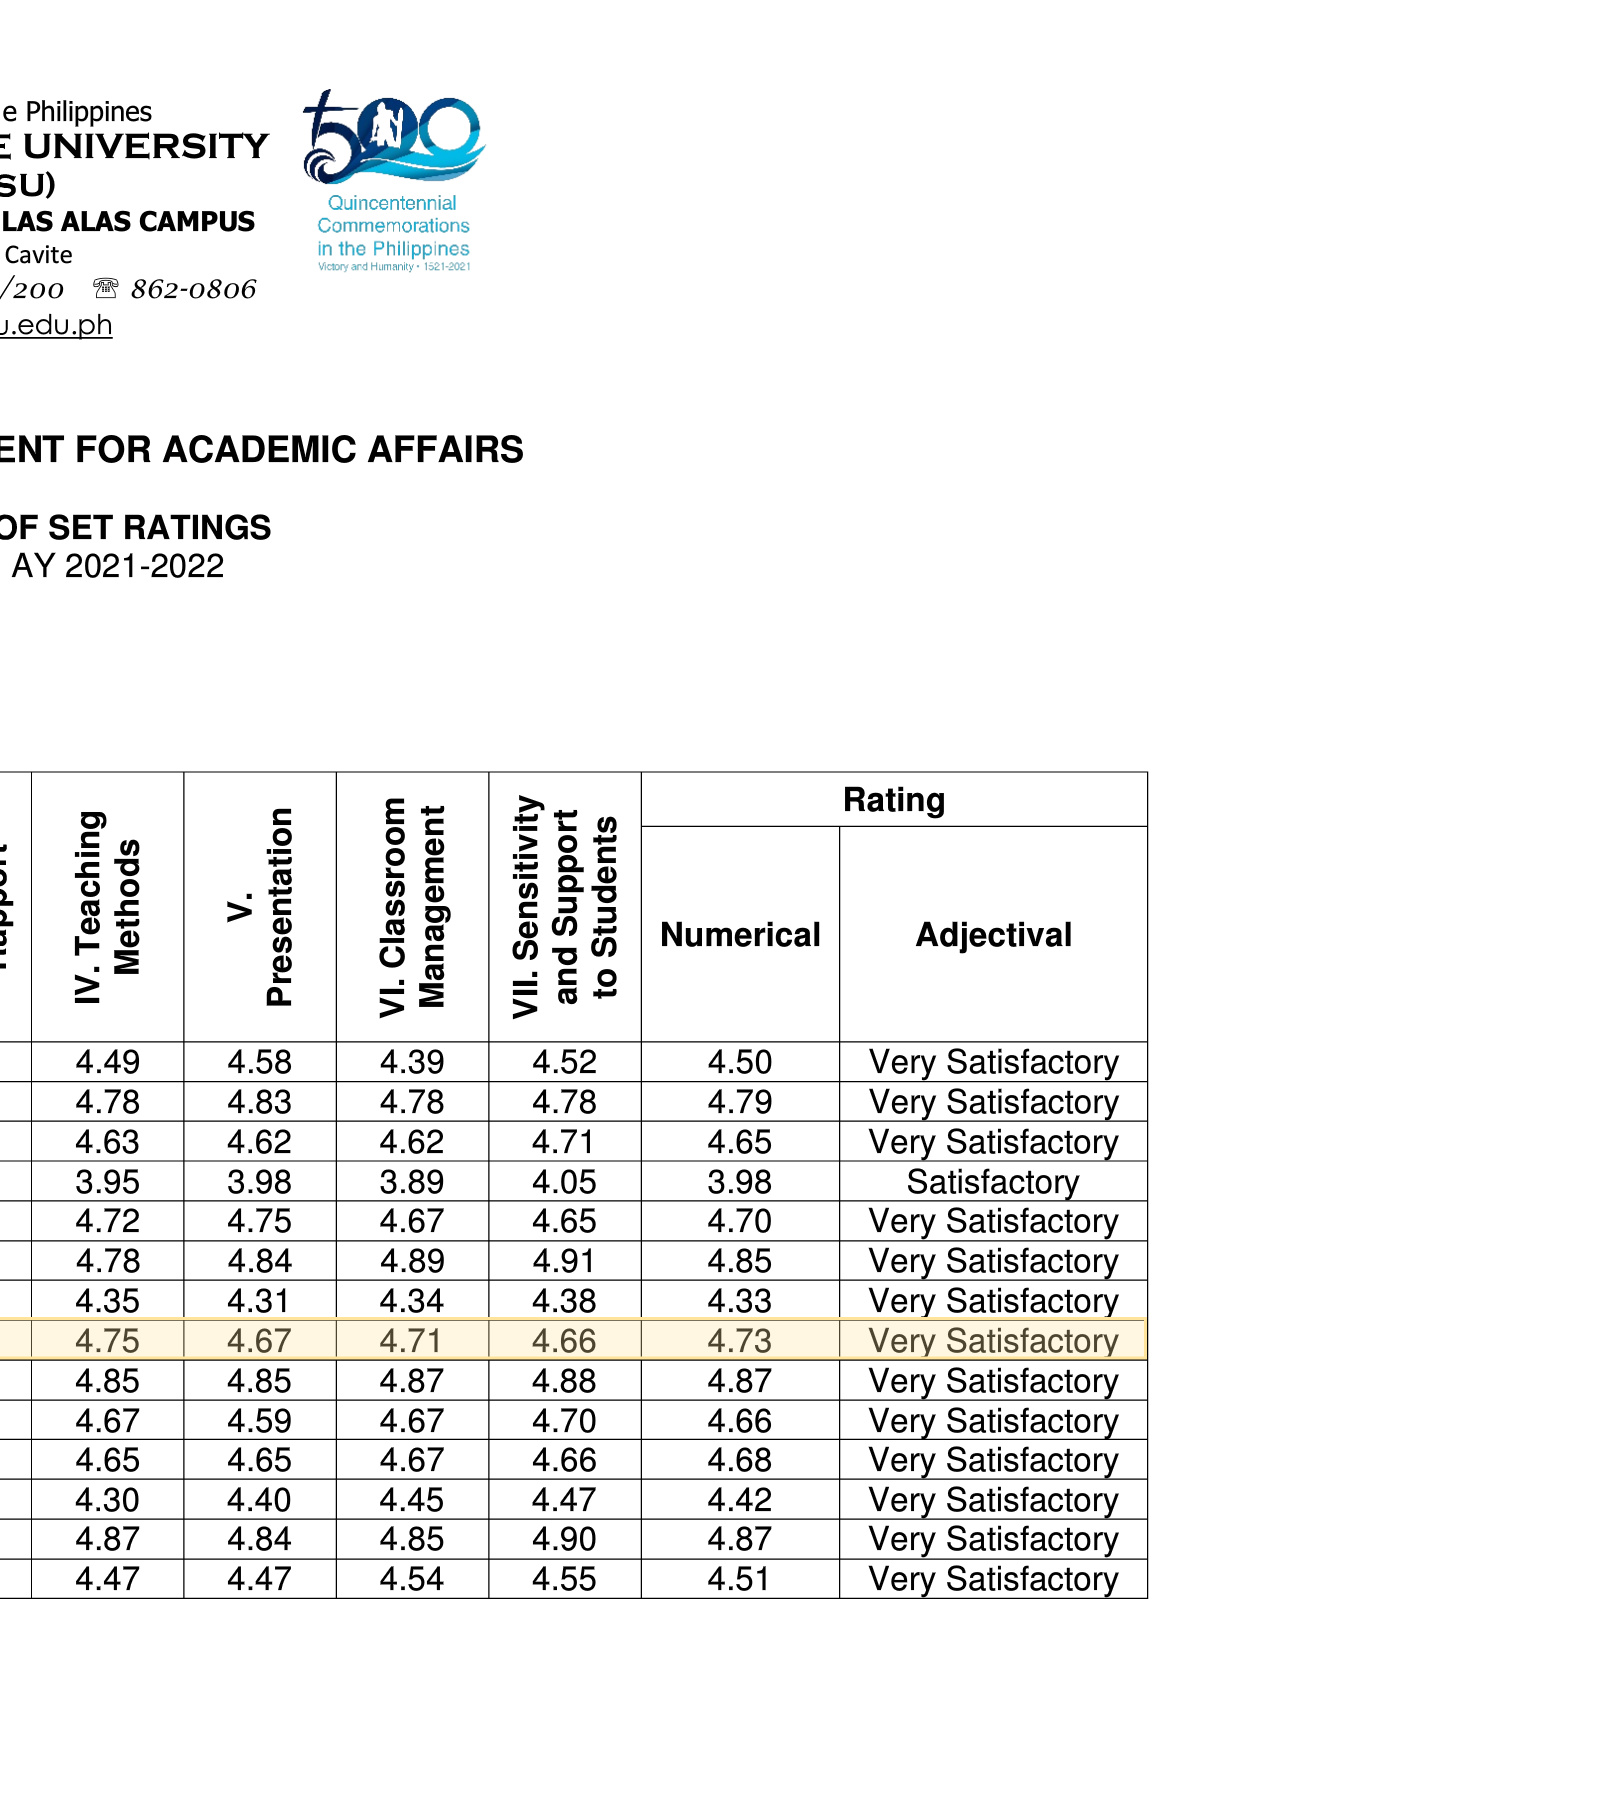 e Philippines
E UNIVERSITY
SU)
LAS ALAS CAMPUS
Cavite
/200 ☏ 862-0806
u.edu.ph
500
Quincentennial
Commemorations
in the Philippines
Victory and Humanity • 1521-2021
ENT FOR ACADEMIC AFFAIRS
OF SET RATINGS
AY 2021-2022
Rapport
IV. Teaching
Methods
V.
Presentation
VI. Classroom
Management
VII. Sensitivity
and Support
to Students
Rating
Numerical Adjectival
4.49 4.58 4.39 4.52 4.50 Very Satisfactory
4.78 4.83 4.78 4.78 4.79 Very Satisfactory
4.63 4.62 4.62 4.71 4.65 Very Satisfactory
3.95 3.98 3.89 4.05 3.98 Satisfactory
4.72 4.75 4.67 4.65 4.70 Very Satisfactory
4.78 4.84 4.89 4.91 4.85 Very Satisfactory
4.35 4.31 4.34 4.38 4.33 Very Satisfactory
4.75 4.67 4.71 4.66 4.73 Very Satisfactory
4.85 4.85 4.87 4.88 4.87 Very Satisfactory
4.67 4.59 4.67 4.70 4.66 Very Satisfactory
4.65 4.65 4.67 4.66 4.68 Very Satisfactory
4.30 4.40 4.45 4.47 4.42 Very Satisfactory
4.87 4.84 4.85 4.90 4.87 Very Satisfactory
4.47 4.47 4.54 4.55 4.51 Very Satisfactory